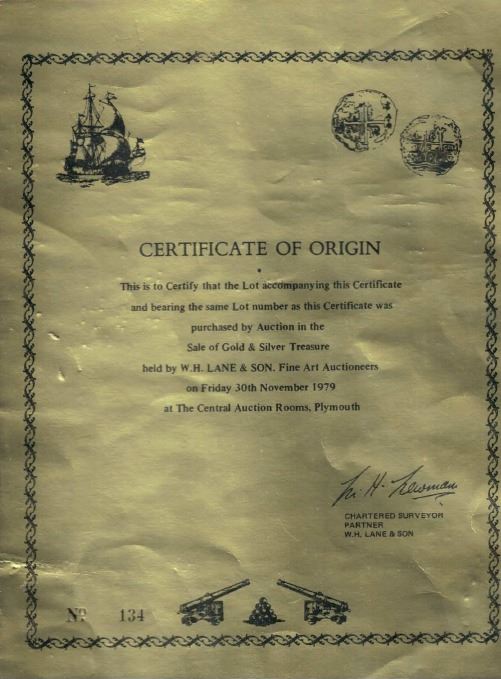 CERTIFICATE OF ORIGIN
This is to Certify that the Lot accompanying this Certificate
and bearing the same Lot number as this Certificate was
purchased by Auction in the
Sale of Gold & Silver Treasure
held by W.H. LANE & SON. Fine Art Auctioneers
on Friday 30th November 1979
at The Central Auction Rooms, Plymouth
H. Newman
CHARTERED SURVEYOR
PARTNER
W.H. LANE & SON
No 134